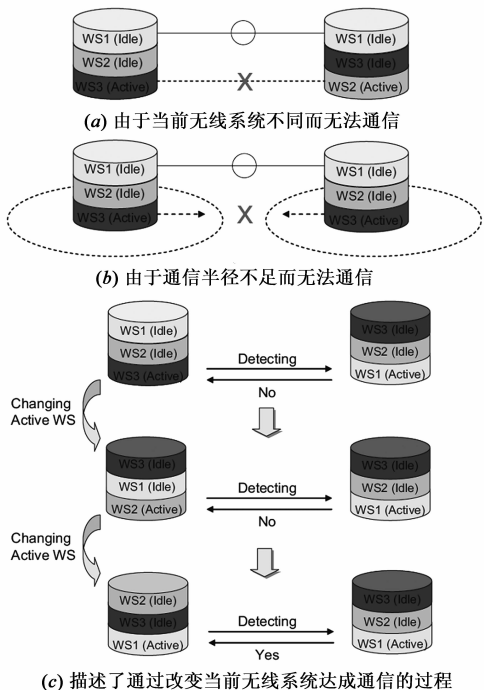 WS1 (Idle) WS1 (Idle)
WS2 (Idle) WS3 (Idle)
WS3 (Active) X WS2 (Active)
(a) 由于当前无线系统不同而无法通信
WS1 (Idle) WS1 (Idle)
WS2 (Idle) WS2 (Idle)
WS3 (Active) X WS3 (Active)
(b) 由于通信半径不足而无法通信
WS1 (Idle) WS3 (Idle)
WS2 (Idle) Detecting WS2 (Idle)
WS3 (Active) No WS1 (Active)
Changing
Active WS
WS3 (Idle) WS3 (Idle)
WS1 (Idle) Detecting WS2 (Idle)
WS2 (Active) No WS1 (Active)
Changing
Active WS
WS2 (Idle) WS3 (Idle)
WS3 (Idle) Detecting WS2 (Idle)
WS1 (Active) Yes WS1 (Active)
(c) 描述了通过改变当前无线系统达成通信的过程